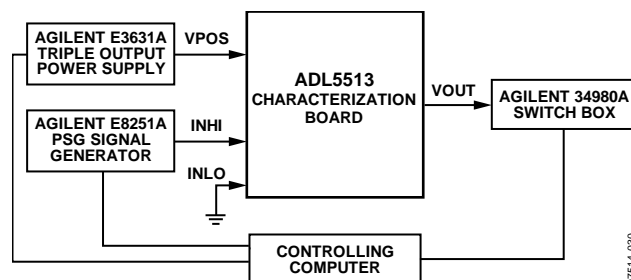 AGILENT E3631A
TRIPLE OUTPUT
POWER SUPPLY
VPOS
ADL5513
CHARACTERIZATION
BOARD
VOUT
AGILENT 34980A
SWITCH BOX
AGILENT E8251A
PSG SIGNAL
GENERATOR
INHI
INLO
CONTROLLING
COMPUTER